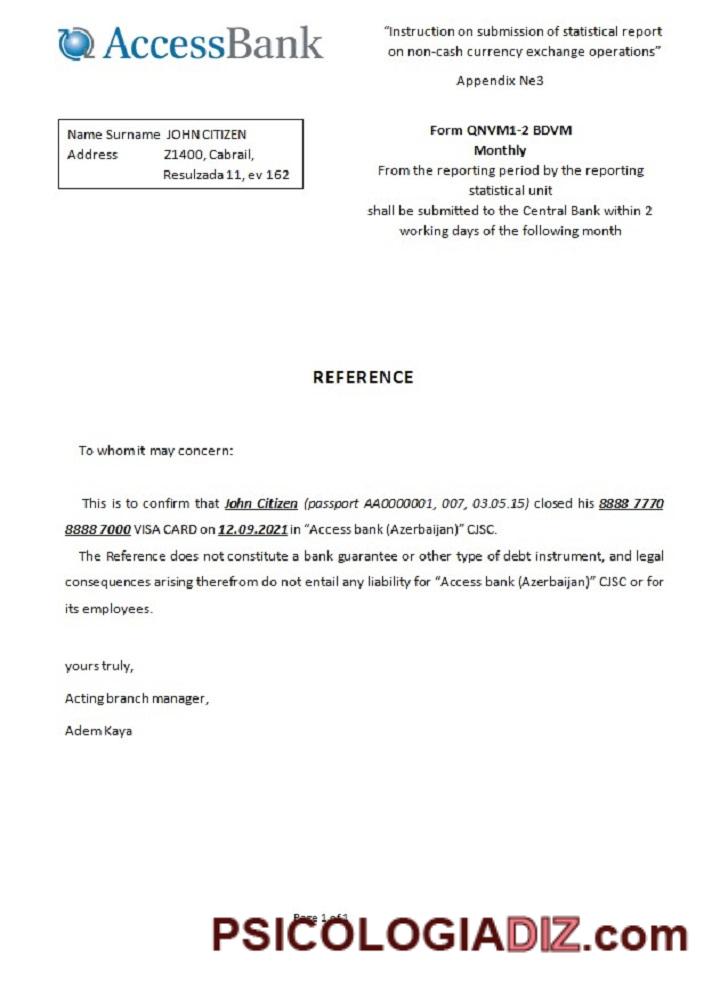 AccessBank
“Instruction on submission of statistical report
on non-cash currency exchange operations”
Appendix №3
Name Surname JOHN CITIZEN
Address Z1400, Cabrail,
Resulzada 11, ev 162
Form QNVM1-2 BDVM
Monthly
From the reporting period by the reporting
statistical unit
shall be submitted to the Central Bank within 2
working days of the following month
REFERENCE
To whom it may concern:
This is to confirm that John Citizen (passport AA0000001, 007, 03.05.15) closed his 8888 7770
8888 7000 VISA CARD on 12.09.2021 in “Access bank (Azerbaijan)” CJSC.
The Reference does not constitute a bank guarantee or other type of debt instrument, and legal
consequences arising therefrom do not entail any liability for “Access bank (Azerbaijan)” CJSC or for
its employees.
yours truly,
Acting branch manager,
Adem Kaya
Page 1 of 1
PSICOLOGIADIZ.com